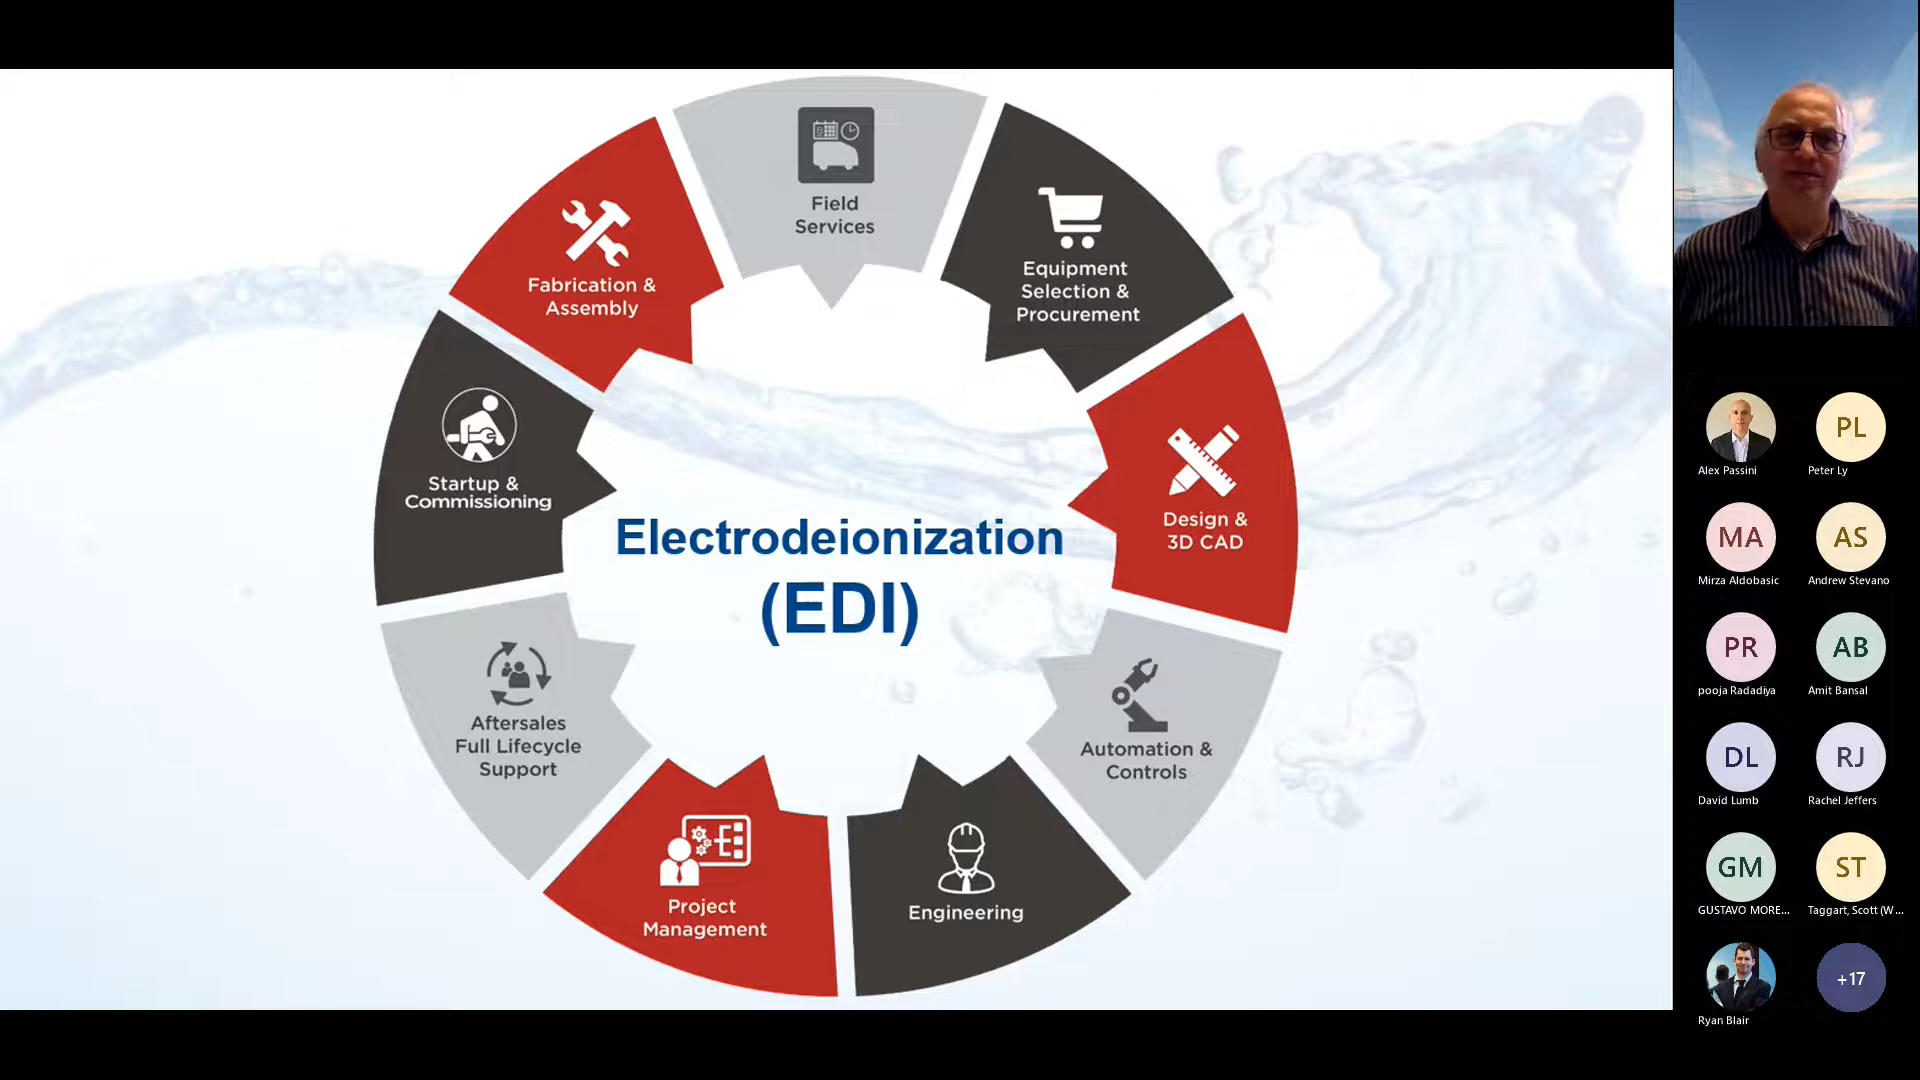 Field
Services
Equipment
Selection &
Procurement
Design &
3D CAD
Automation &
Controls
Engineering
Project
Management
Aftersales
Full Lifecycle
Support
Startup &
Commissioning
Fabrication &
Assembly
Electrodeionization
(EDI)
Alex Passini
PL
Peter Ly
MA
Mirza Aldobasic
AS
Andrew Stevano
PR
pooja Radadiya
AB
Amit Bansal
DL
David Lumb
RJ
Rachel Jeffers
GM
GUSTAVO MORE...
ST
Taggart, Scott (W...
Ryan Blair
+17